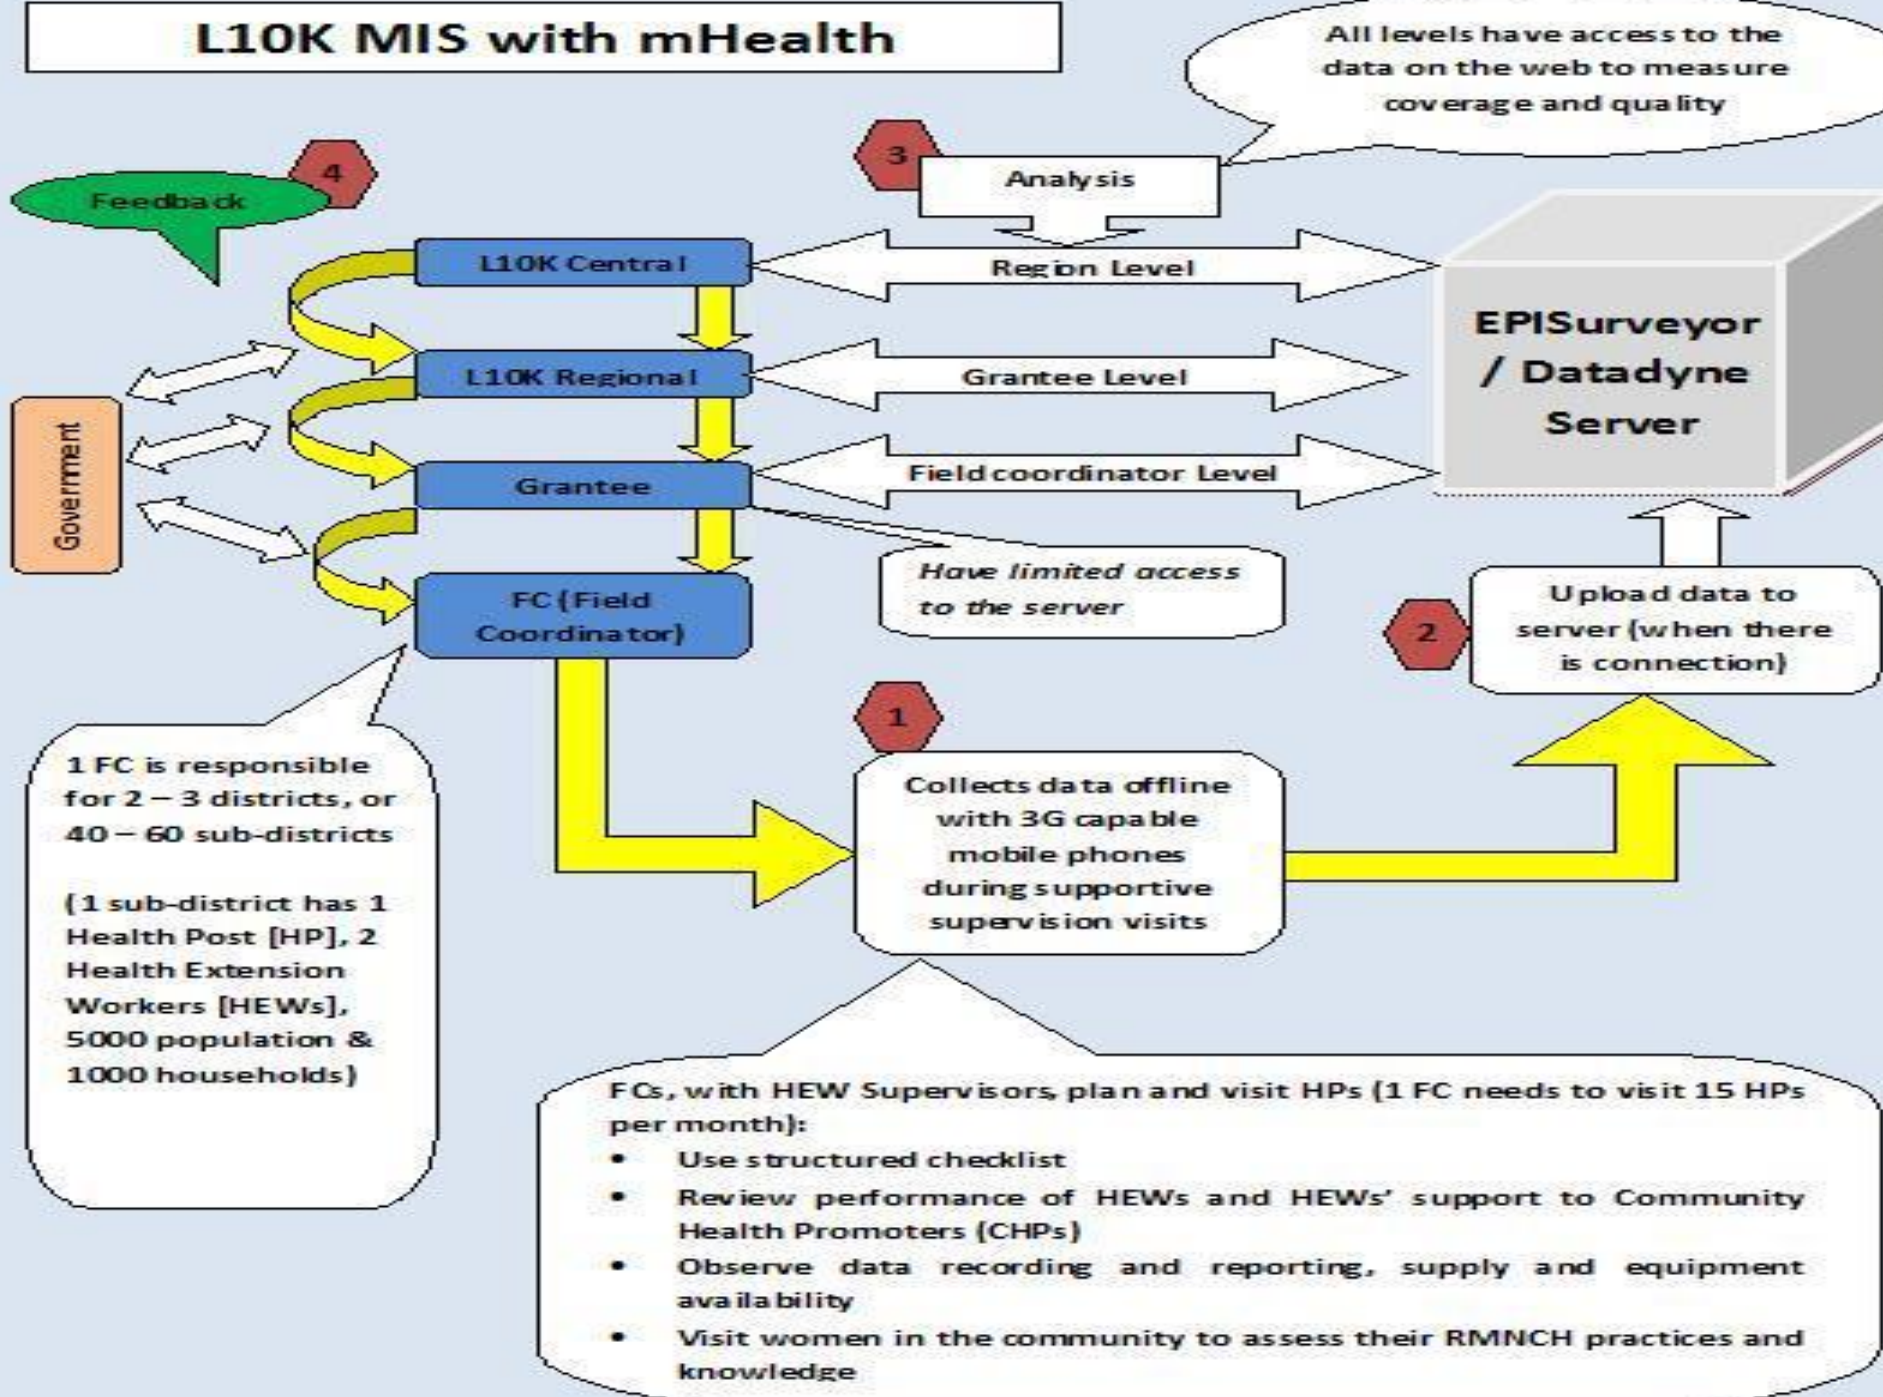 L10K MIS with mHealth
All levels have access to the
data on the web to measure
coverage and quality
4
Feedback
3
Analysis
L10K Central
Region Level
EPISurveyor
/ Datadyne
Server
L10K Regional
Grantee Level
Government
Grantee
Field coordinator Level
Have limited access
to the server
FC (Field
Coordinator)
2
Upload data to
server (when there
is connection)
1
Collects data offline
with 3G capable
mobile phones
during supportive
supervision visits
1 FC is responsible
for 2 – 3 districts, or
40 – 60 sub-districts
(1 sub-district has 1
Health Post [HP], 2
Health Extension
Workers [HEWs],
5000 population &
1000 households)
FCs, with HEW Supervisors, plan and visit HPs (1 FC needs to visit 15 HPs
per month):
• Use structured checklist
• Review performance of HEWs and HEWs' support to Community
Health Promoters (CHPs)
• Observe data recording and reporting, supply and equipment
availability
• Visit women in the community to assess their RMNCH practices and
knowledge